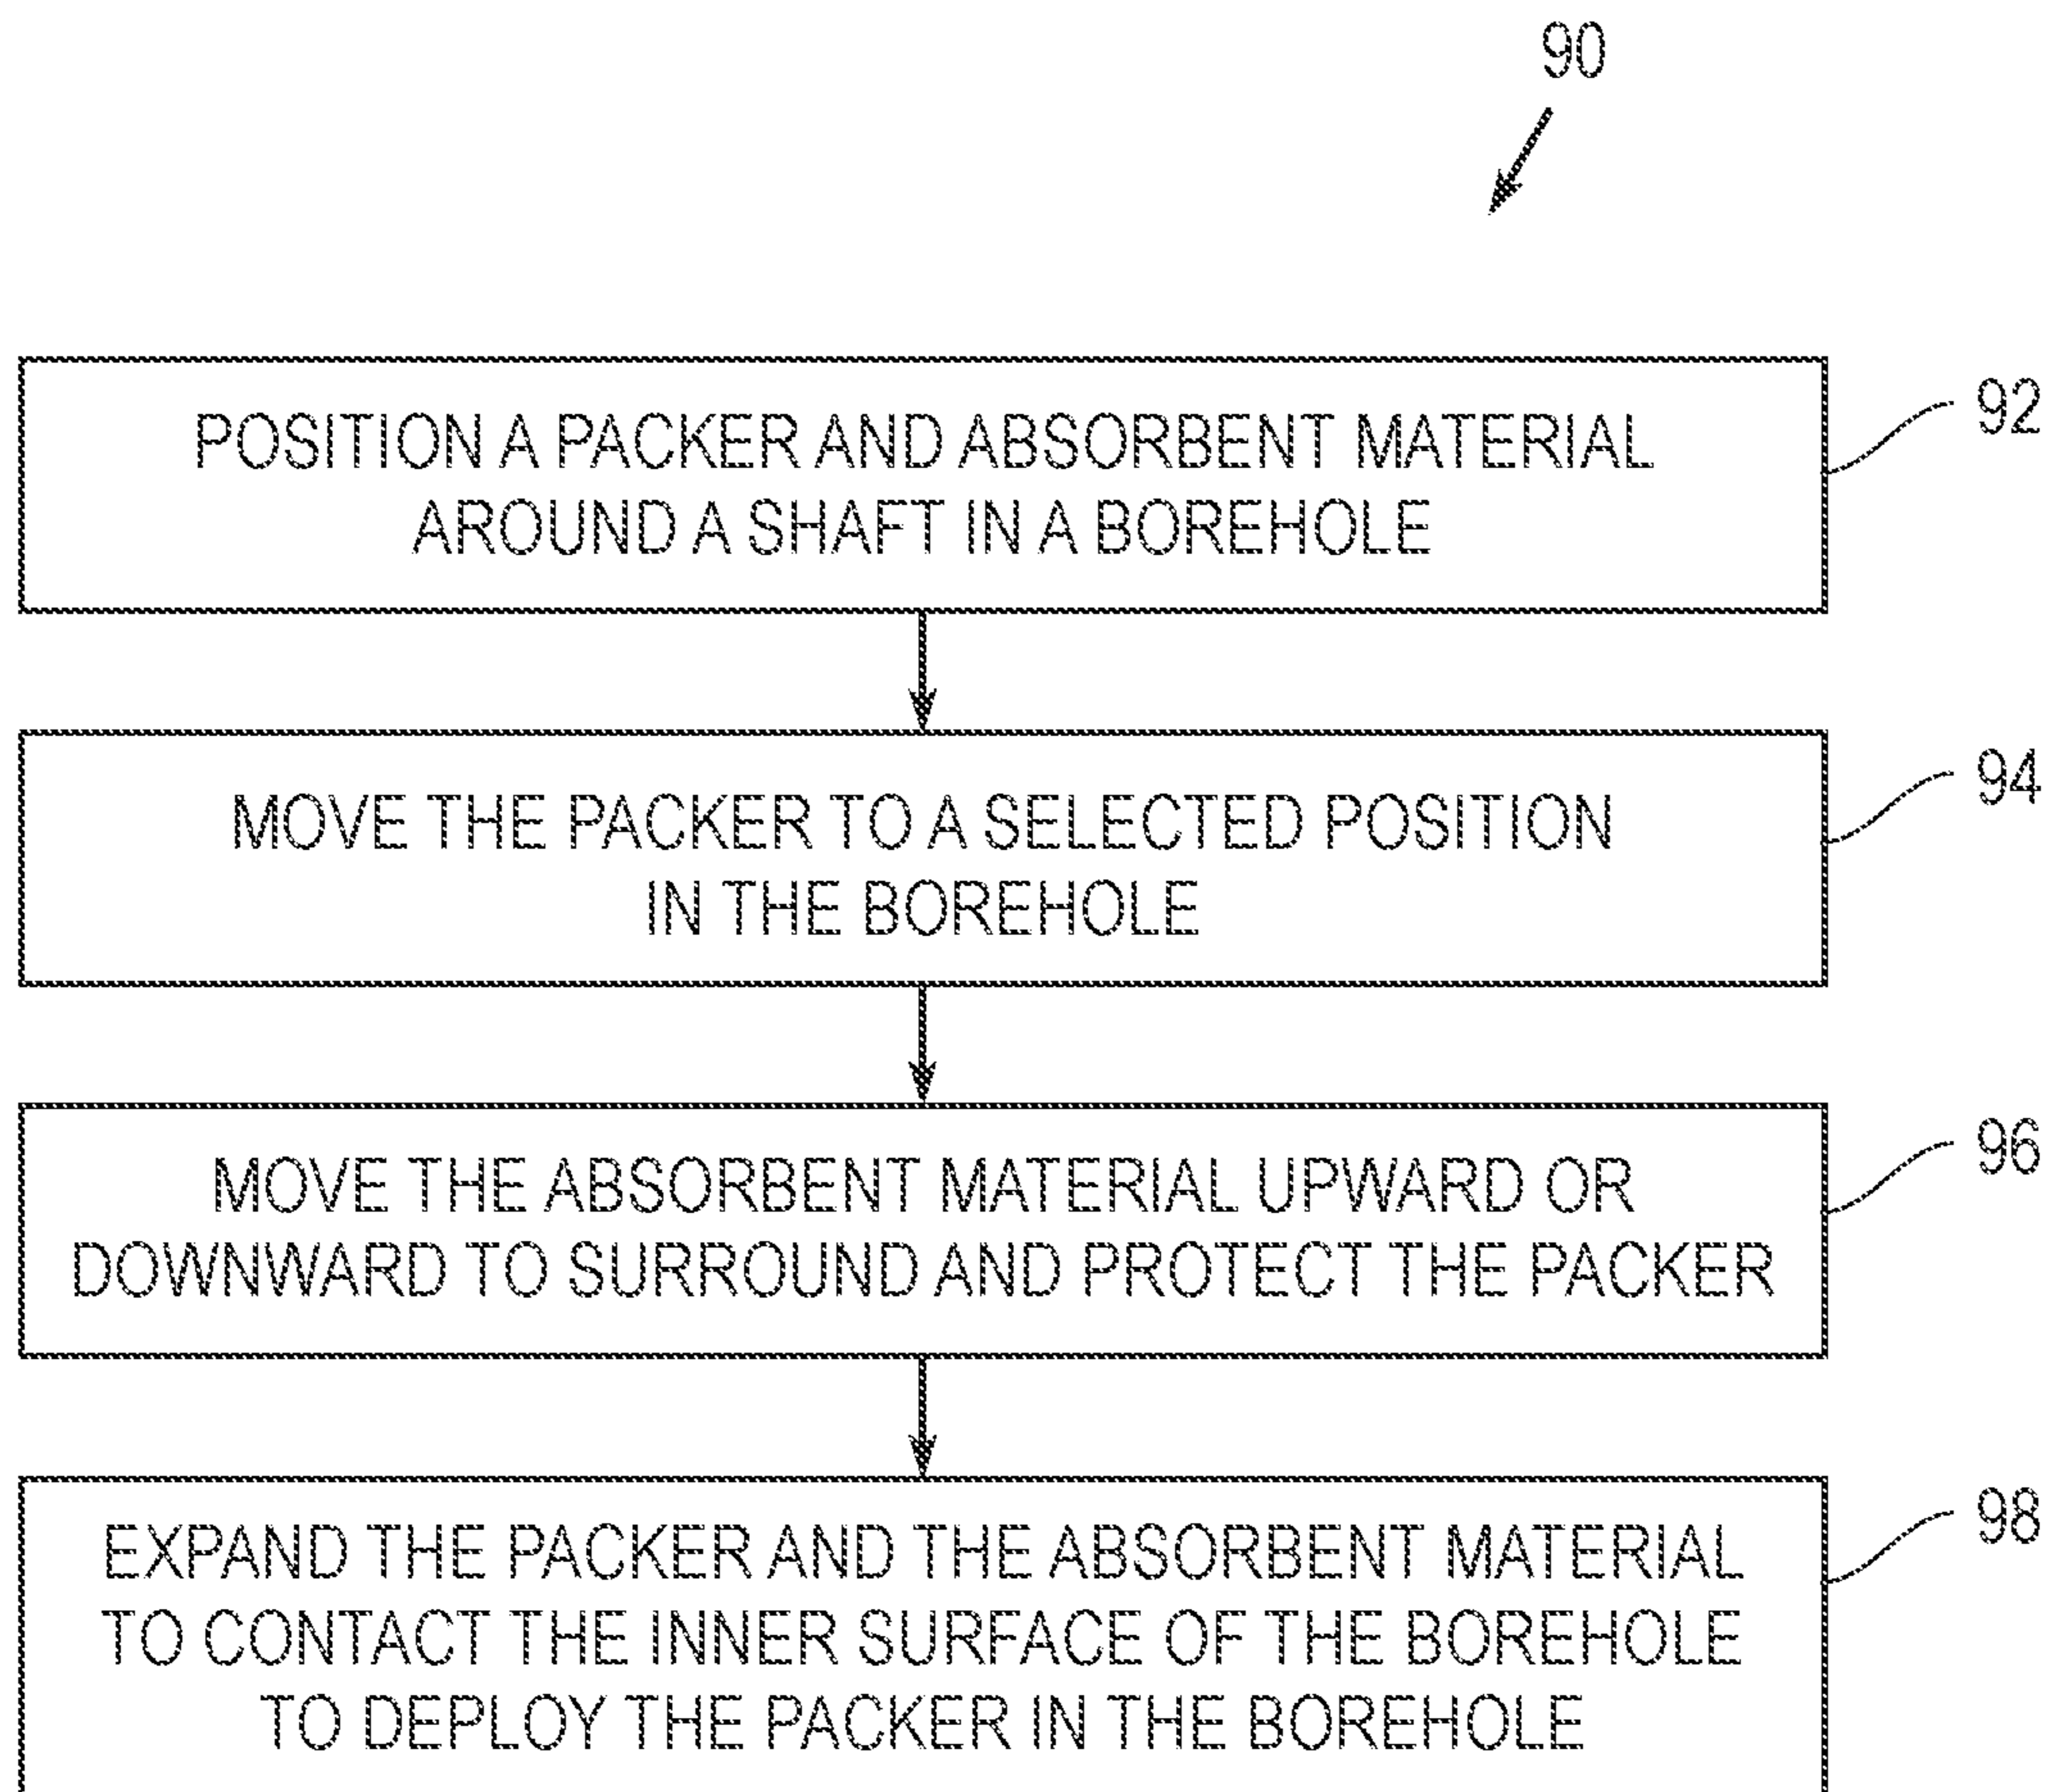 90
POSITION A PACKER AND ABSORBENT MATERIAL
AROUND A SHAFT IN A BOREHOLE
92
MOVE THE PACKER TO A SELECTED POSITION
IN THE BOREHOLE
94
MOVE THE ABSORBENT MATERIAL UPWARD OR
DOWNWARD TO SURROUND AND PROTECT THE PACKER
96
EXPAND THE PACKER AND THE ABSORBENT MATERIAL
TO CONTACT THE INNER SURFACE OF THE BOREHOLE
TO DEPLOY THE PACKER IN THE BOREHOLE
98